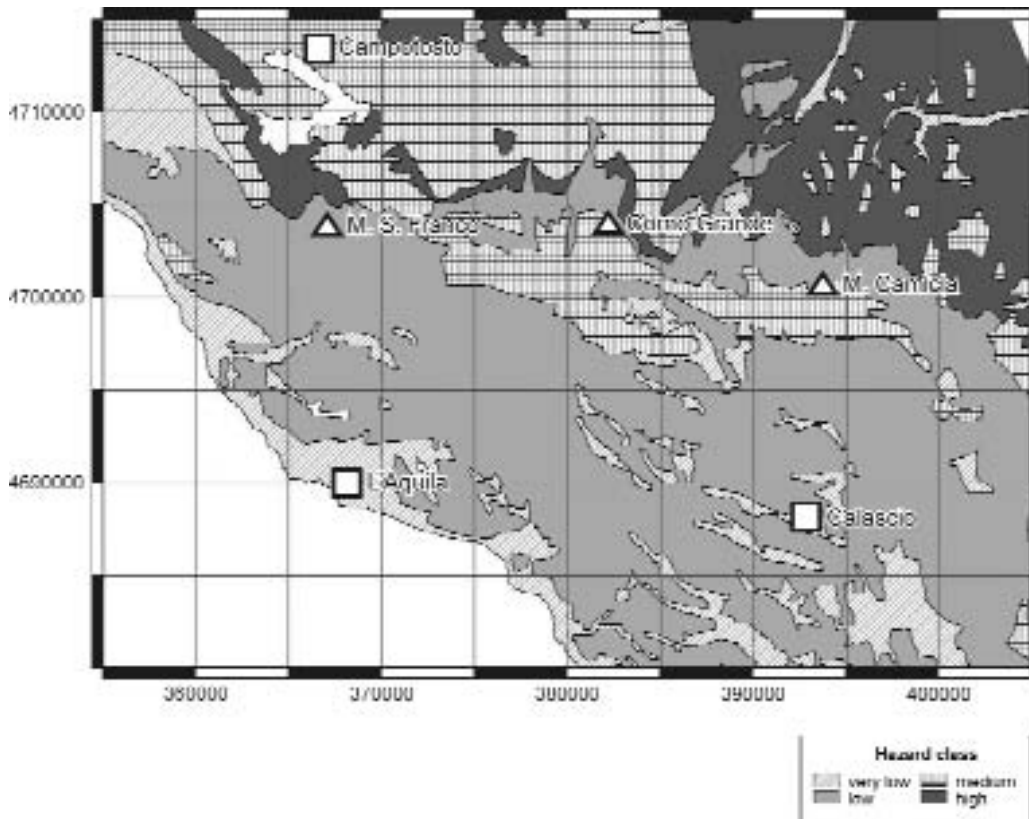 Campotosto
4710000
M. S. Franco
Corno Grande
4700000
M. Camicia
4690000
L'Aquila
Calascio
360000 370000 380000 390000 400000
Hazard class
very low medium
low high